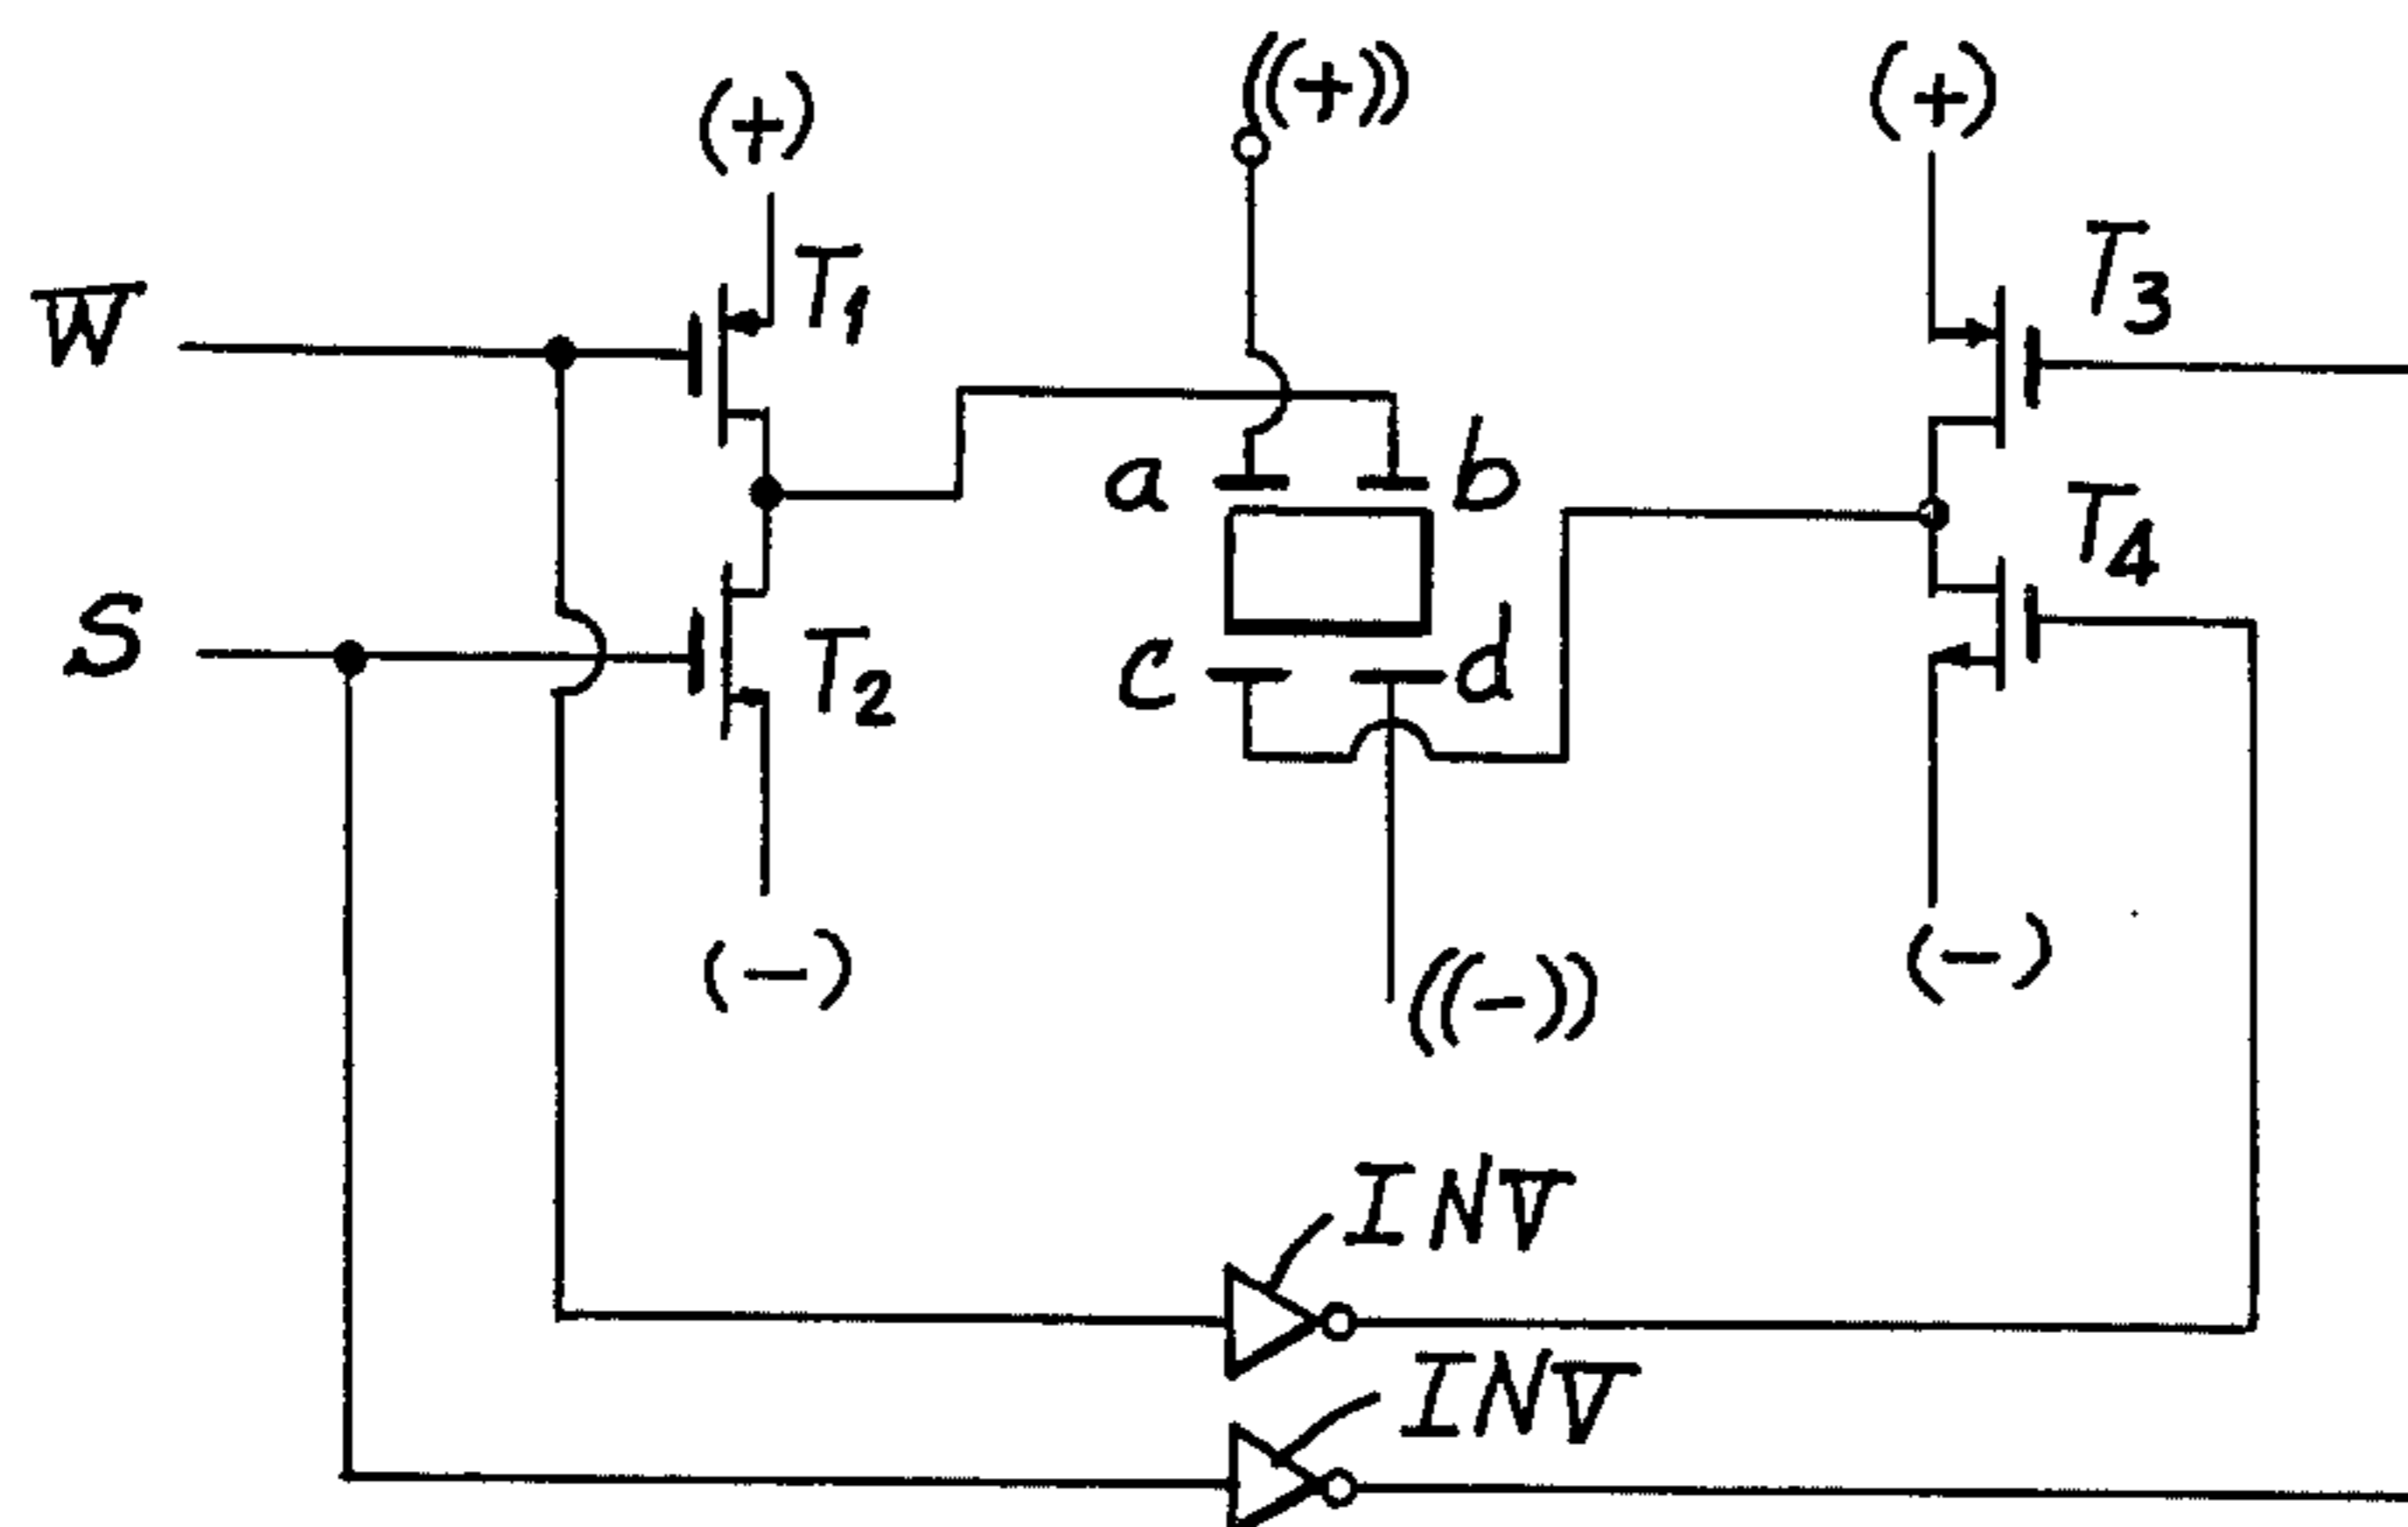 ((+))
(+)
(+)
T3
T1
W
a
b
T4
S
c
d
T2
(-)
(-)
((-))
INV
INV